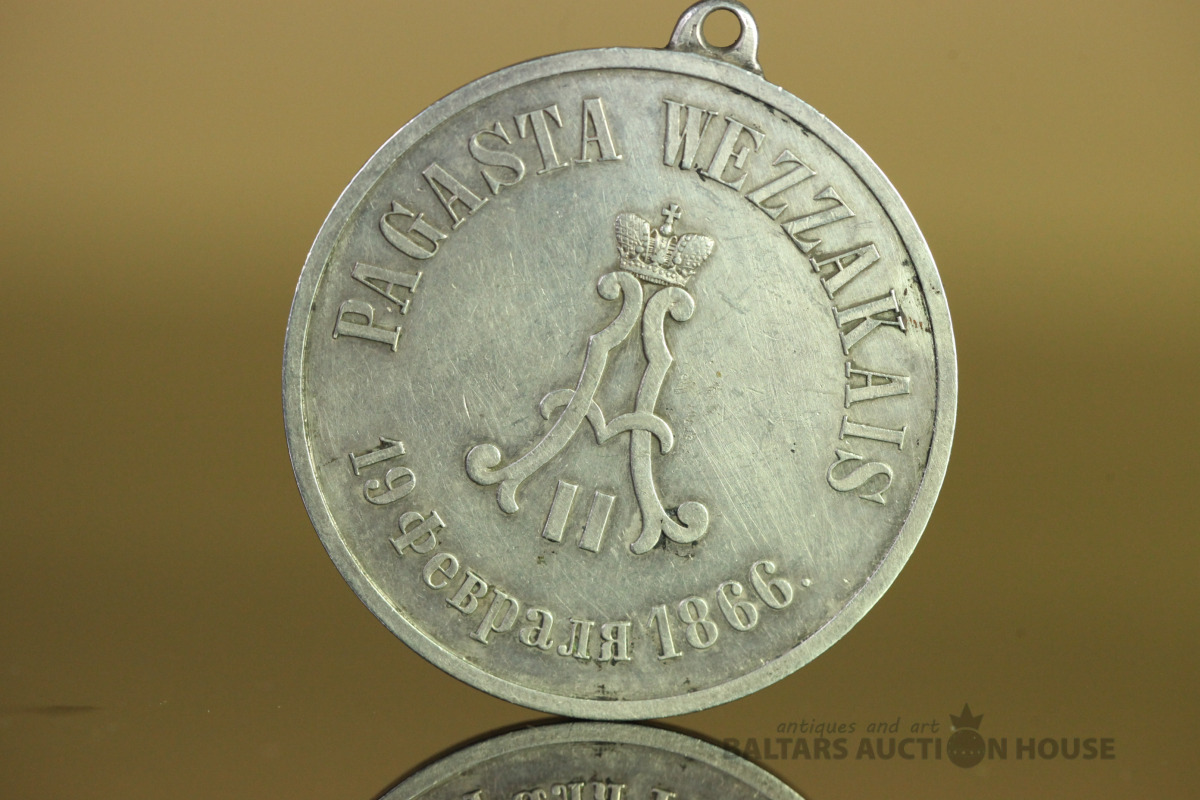 PAGASTA WEZZAKAIS
II
19 Февраля 1866.
antiques and art
BALTARS AUCTION HOUSE